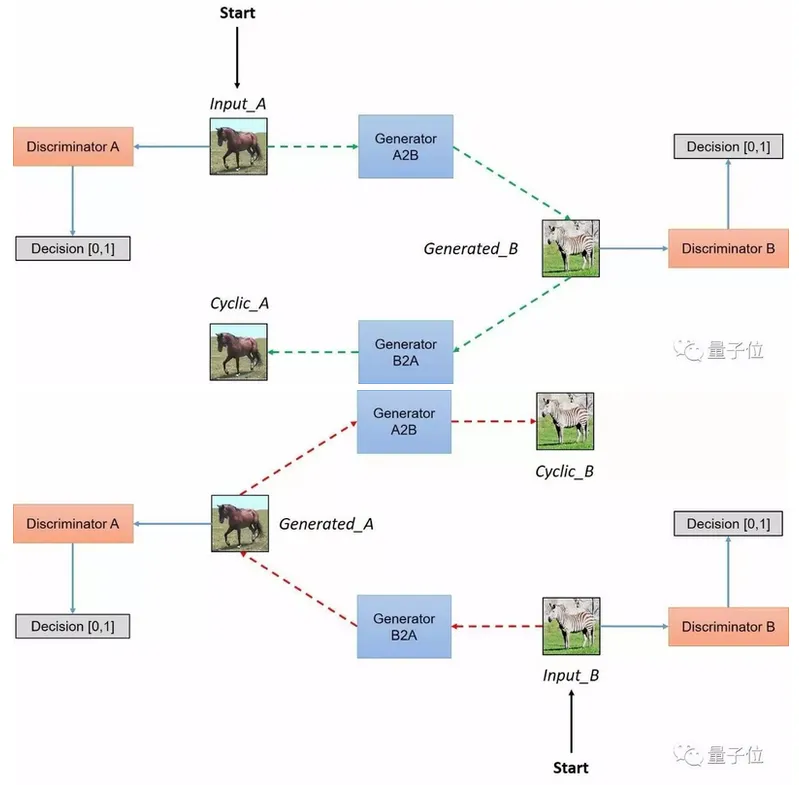 Start
Input_A
Discriminator A
Generator
A2B
Decision [0,1]
Decision [0,1]
Generated_B
Discriminator B
Cyclic_A
Generator
B2A
量子位
Generator
A2B
Cyclic_B
Discriminator A
Generated_A
Decision [0,1]
Decision [0,1]
Generator
B2A
Discriminator B
Input_B
量子位
Start